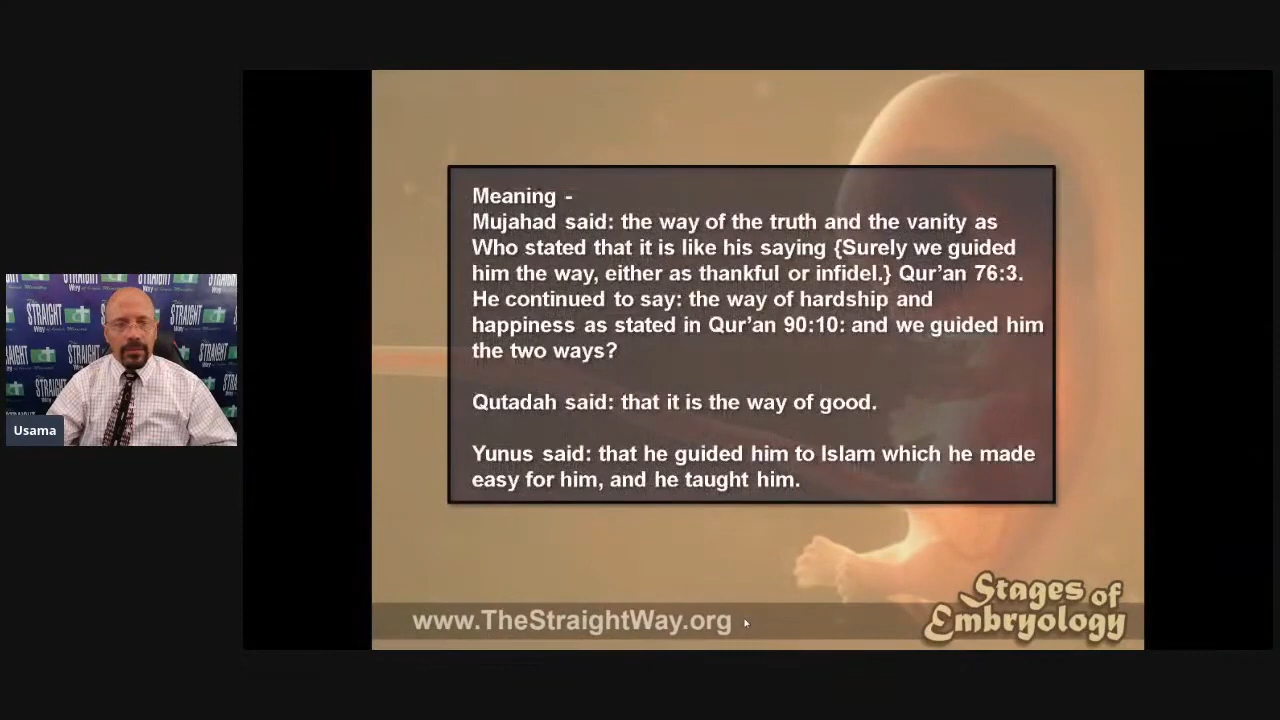 Meaning -
Mujahad said: the way of the truth and the vanity as
Who stated that it is like his saying {Surely we guided
him the way, either as thankful or infidel.} Qur’an 76:3.
He continued to say: the way of hardship and
happiness as stated in Qur’an 90:10: and we guided him
the two ways?
Qutadah said: that it is the way of good.
Yunus said: that he guided him to Islam which he made
easy for him, and he taught him.
STRAIGHT
STRAIGHT
Usama
www.TheStraightWay.org
Stages of
Embryology